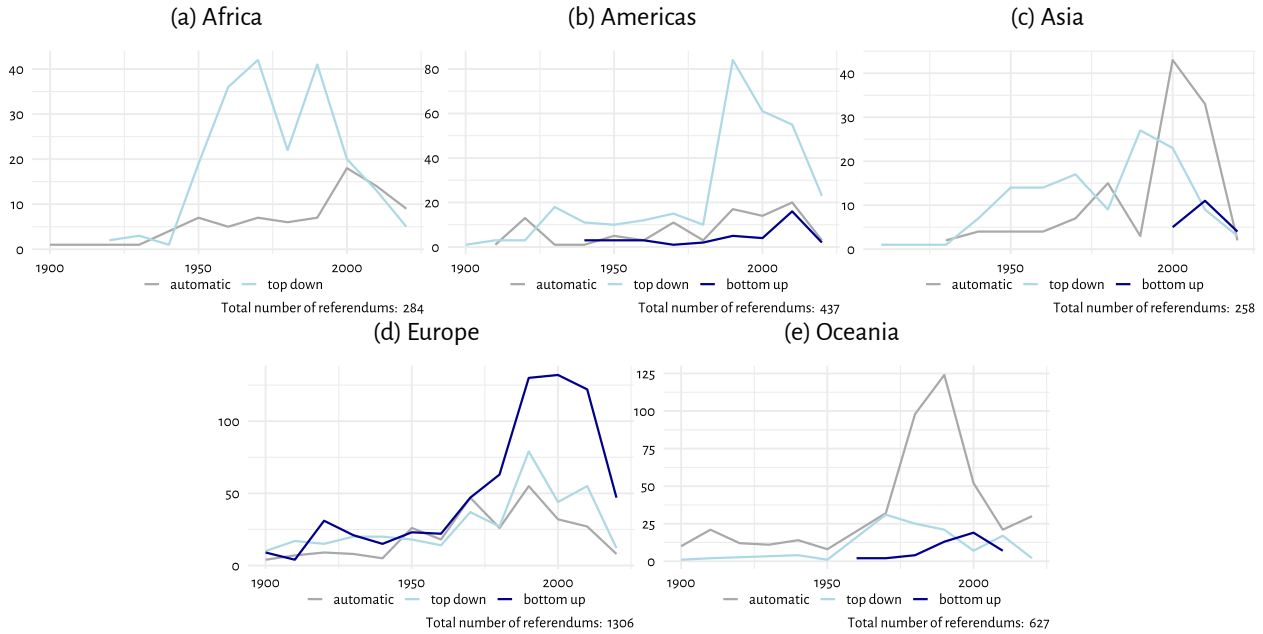 (a) Africa
40
30
20
10
0
1900 1950 2000
automatic top down
Total number of referendums: 284
(b) Americas
80
60
40
20
0
1900 1950 2000
automatic top down bottom up
Total number of referendums: 437
(c) Asia
40
30
20
10
0
1950 2000
automatic top down bottom up
Total number of referendums: 258
(d) Europe
100
50
0
1900 1950 2000
automatic top down bottom up
Total number of referendums: 1306
(e) Oceania
125
100
75
50
25
0
1900 1950 2000
automatic top down bottom up
Total number of referendums: 627